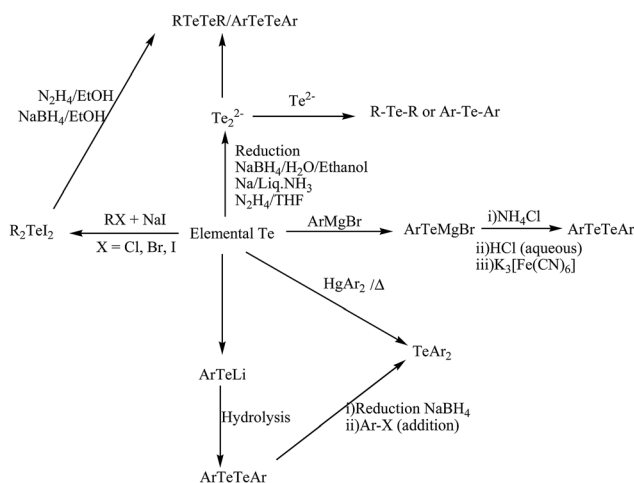 RTeTeR/ArTeTeAr
N₂H₄/EtOH
NaBH₄/EtOH
Te₂²⁻
Te²⁻
R-Te-R or Ar-Te-Ar
Reduction
NaBH₄/H₂O/Ethanol
Na/Liq.NH₃
N₂H₄/THF
R₂TeI₂
RX + NaI
X = Cl, Br, I
Elemental Te
ArMgBr
ArTeMgBr
i)NH₄Cl
ii)HCl (aqueous)
iii)K₃[Fe(CN)₆]
ArTeTeAr
HgAr₂ /Δ
TeAr₂
ArTeLi
Hydrolysis
i)Reduction NaBH₄
ii)Ar-X (addition)
ArTeTeAr